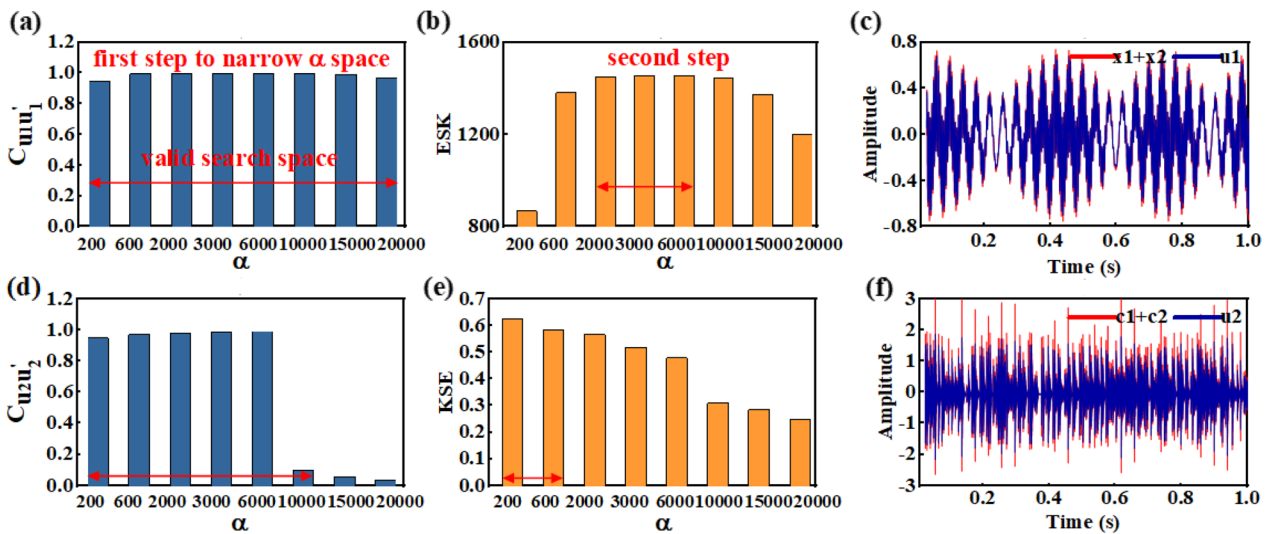 (a)
1.2
1.0
0.8
0.6
0.4
0.2
0.0
Cu1u1'
first step to narrow α space
valid search space
200 600 2000 3000 6000 10000 15000 20000
α
(b)
1600
1200
800
ESK
second step
200 600 2000 3000 6000 10000 15000 20000
α
(c)
0.8
0.4
0.0
-0.4
-0.8
Amplitude
x1+x2 u1
0.2 0.4 0.6 0.8 1.0
Time (s)
(d)
1.2
1.0
0.8
0.6
0.4
0.2
0.0
Cu2u2'
200 600 2000 3000 6000 10000 15000 20000
α
(e)
0.7
0.6
0.5
0.4
0.3
0.2
0.1
0.0
KSE
200 600 2000 3000 6000 10000 15000 20000
α
(f)
3
2
1
0
-1
-2
-3
Amplitude
c1+c2 u2
0.2 0.4 0.6 0.8 1.0
Time (s)